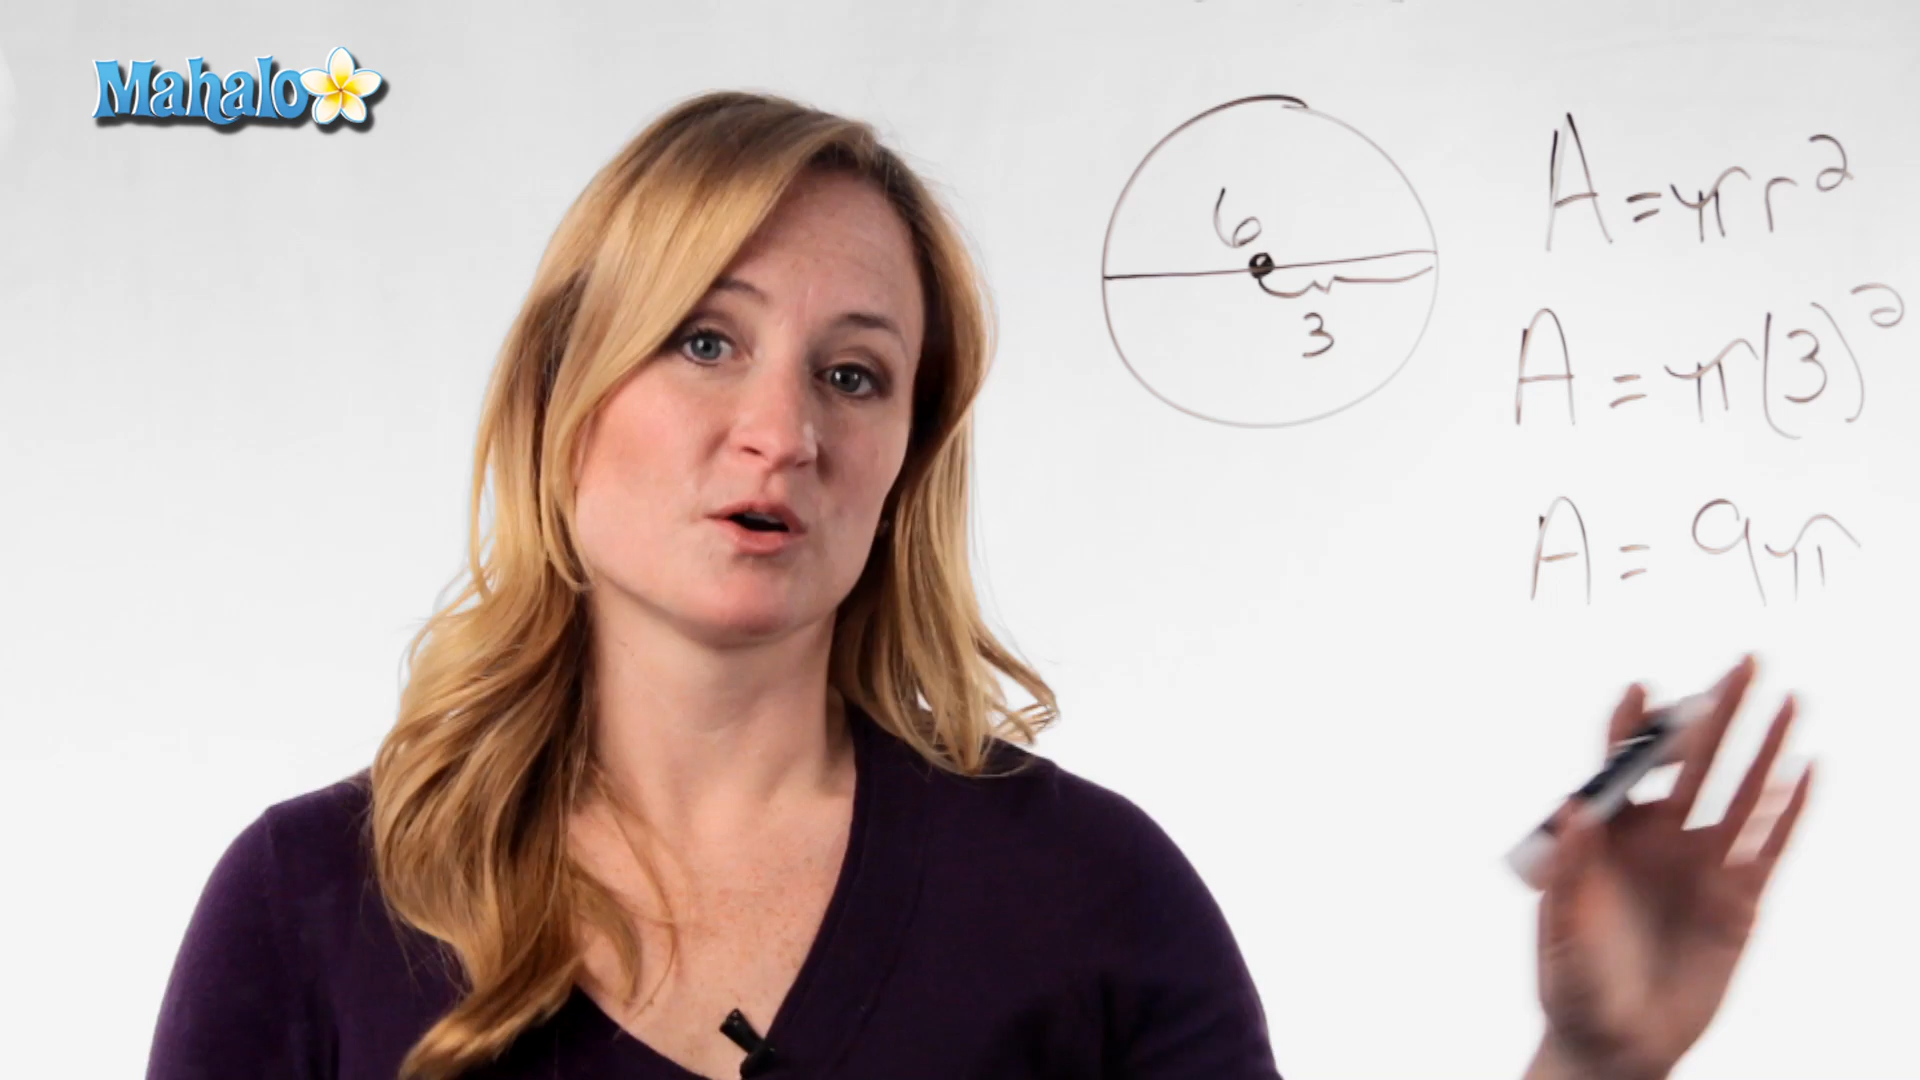 Mahalo
6
3
A = πr²
A = π(3)²
A = 9π